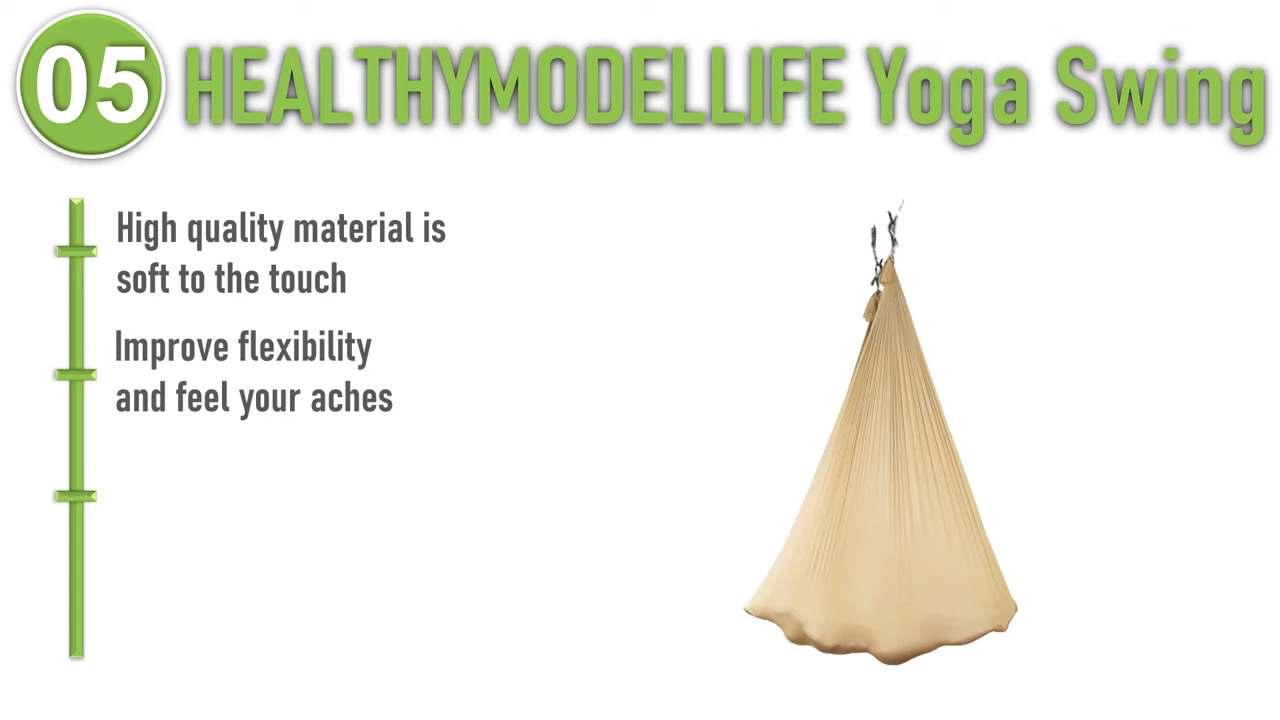 05 HEALTHYMODELLIFE Yoga Swing
High quality material is
soft to the touch
Improve flexibility
and feel your aches